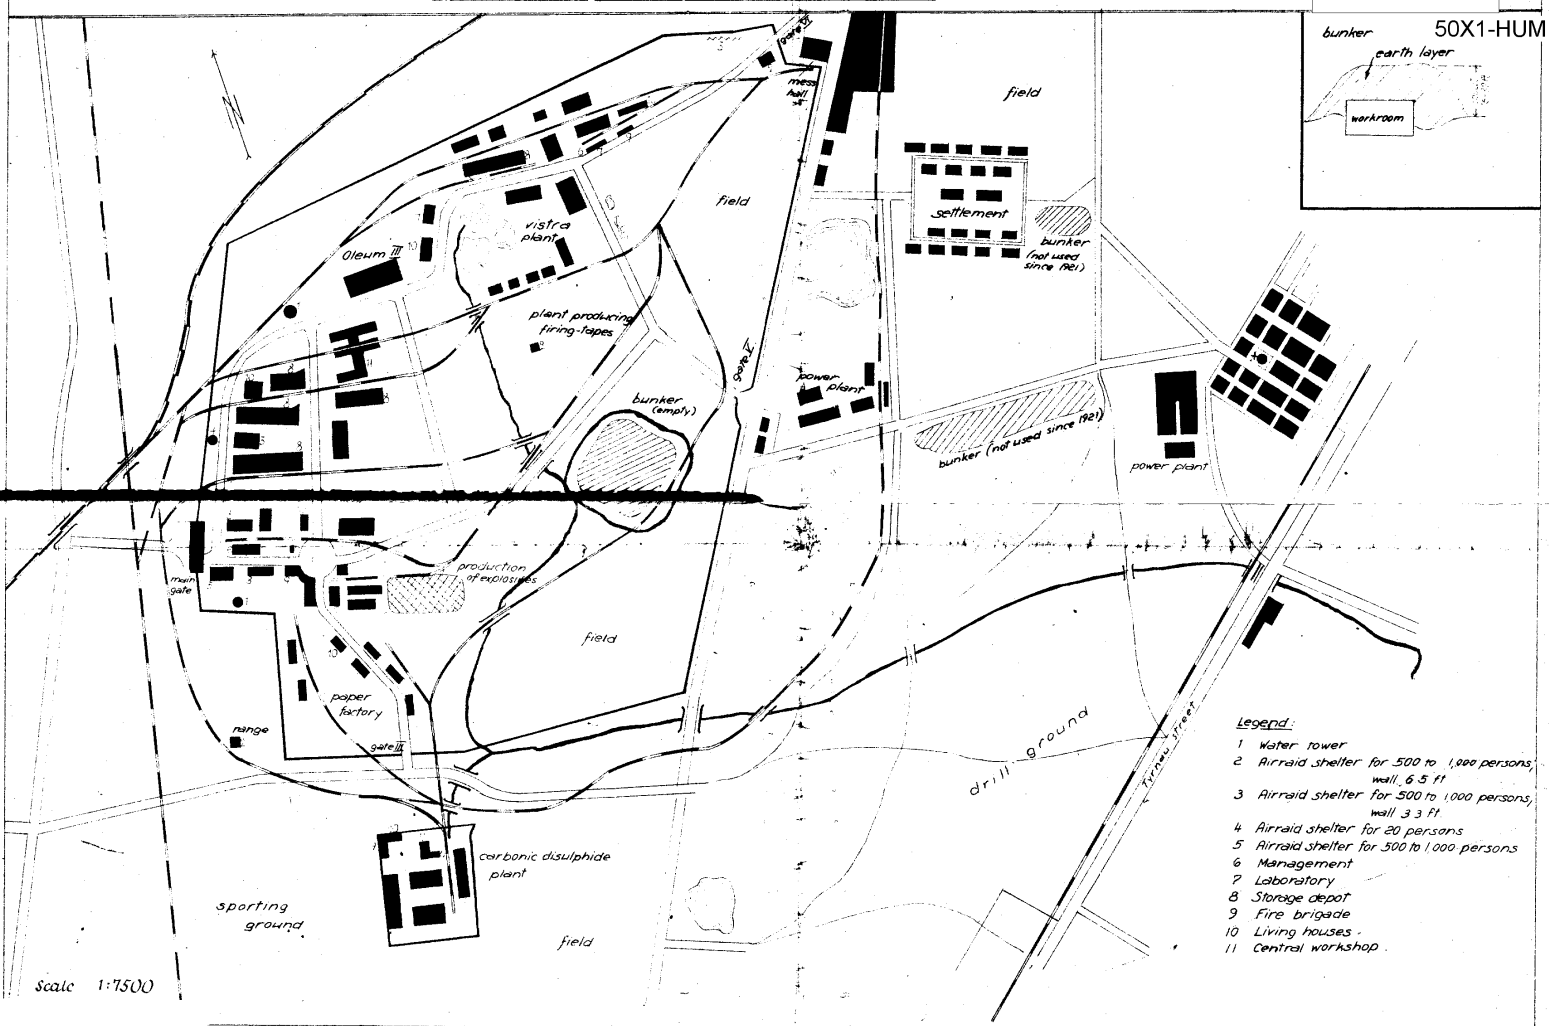 50X1-HUM
bunker
earth layer
workroom
N
gate IV
mess
hall
field
field
settlement
bunker
(not used
since 1921)
vistra
plant
Oleum III
10
plant producing
firing-tapes
8
11
gate V
power
plant
bunker
(empty)
bunker (not used since 1921)
power plant
main
gate
production
of explosives
field
10
paper
factory
range
gate III
drill ground
Tyrnau street
carbonic disulphide
plant
sporting
ground
field
Scale 1:7500
Legend:
1 Water tower
2 Airraid shelter for 500 to 1,000 persons,
wall 6 5 ft
3 Airraid shelter for 500 to 1,000 persons,
wall 3 3 ft.
4 Airraid shelter for 20 persons
5 Airraid shelter for 500 to 1,000 persons
6 Management
7 Laboratory
8 Storage depot
9 Fire brigade
10 Living houses
11 Central workshop